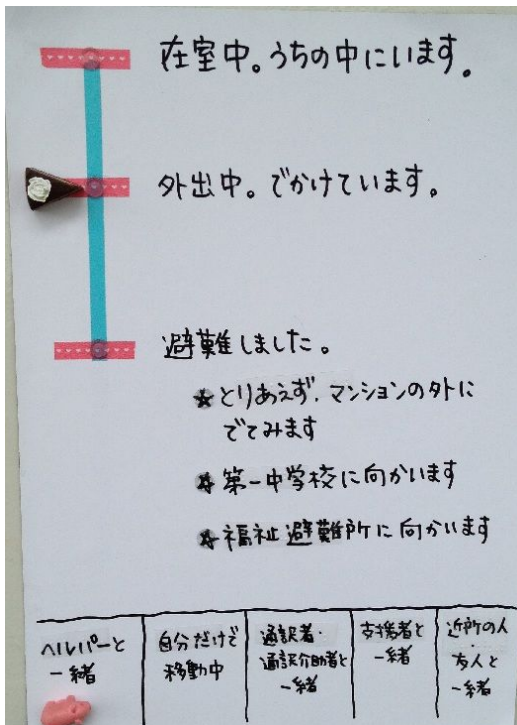 在室中。うちの中にいます。
外出中。でかけています。
避難しました。
★とりあえず、マンションの外に
でてみます
★第一中学校に向かいます
★福祉避難所に向かいます
ヘルパーと
一緒
自分だけで
移動中
通訳者・
通訳介助者と
一緒
支援者と
一緒
近所の人
・
友人と
一緒